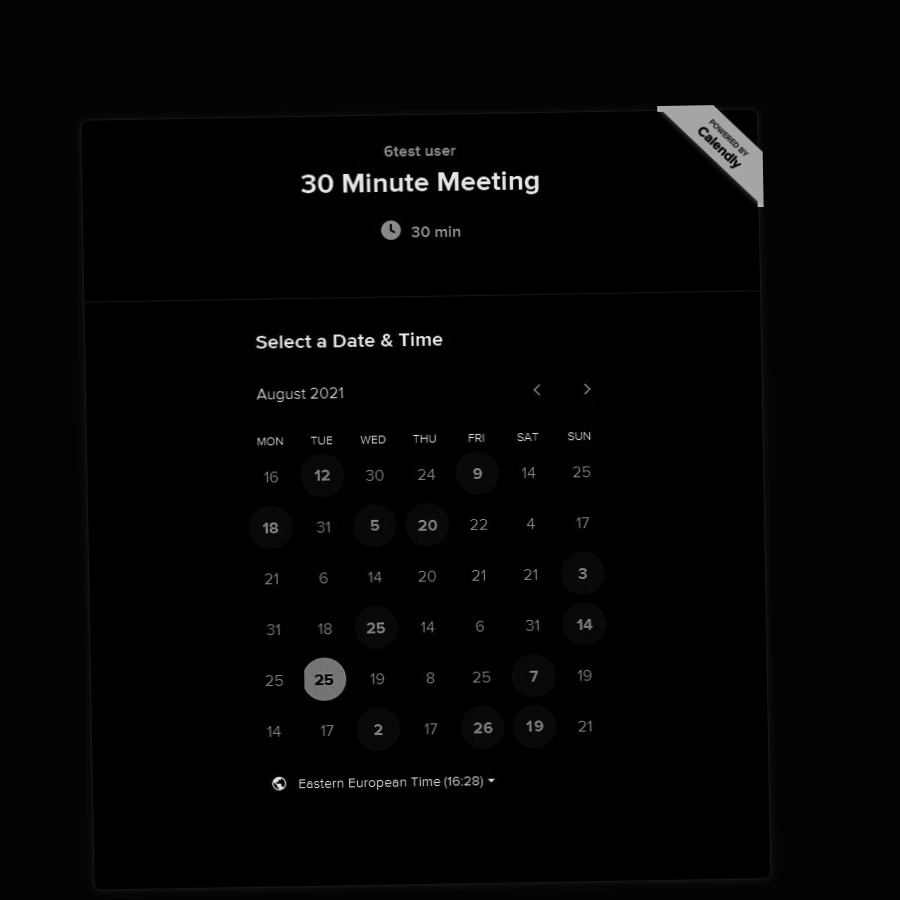 POWERED BY
Calendly
6test user
30 Minute Meeting
30 min
Select a Date & Time
August 2021
MON TUE WED THU FRI SAT SUN
16 12 30 24 9 14 25
18 31 5 20 22 4 17
21 6 14 20 21 21 3
31 18 25 14 6 31 14
25 25 19 8 25 7 19
14 17 2 17 26 19 21
Eastern European Time (16:28)